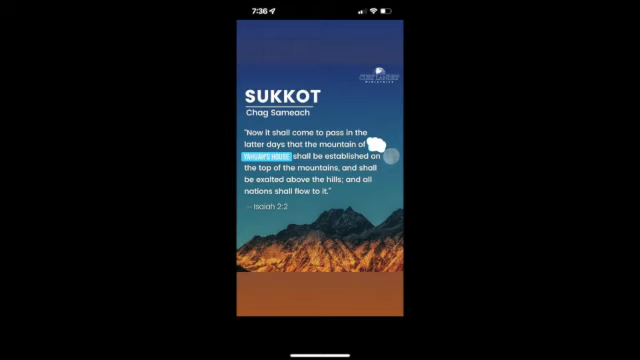 7:36
SUKKOT
Chag Sameach
"Now it shall come to pass in the
latter days that the mountain of
YAHUAH'S HOUSE shall be established on
the top of the mountains, and shall
be exalted above the hills; and all
nations shall flow to it."
— Isaiah 2:2
MINISTRIES